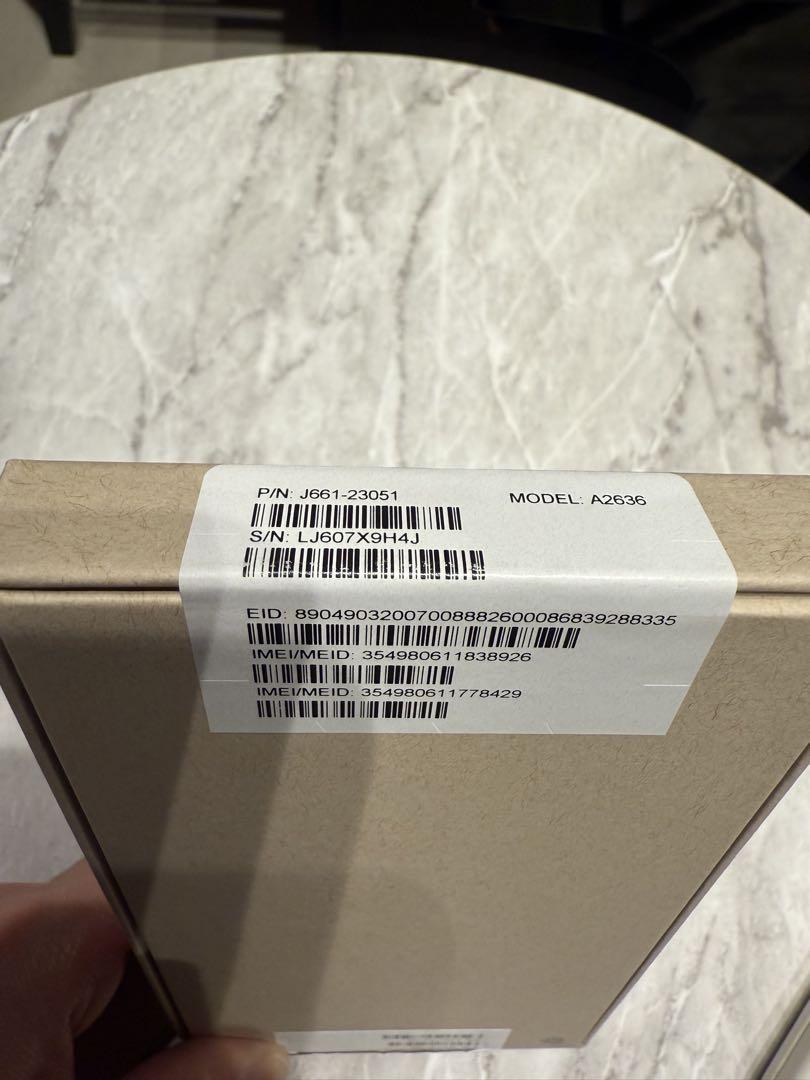 P/N: J661-23051
MODEL: A2636
S/N: LJ607X9H4J
EID: 89049032007008882600086839288335
IMEI/MEID: 354980611838926
IMEI/MEID: 354980611778429